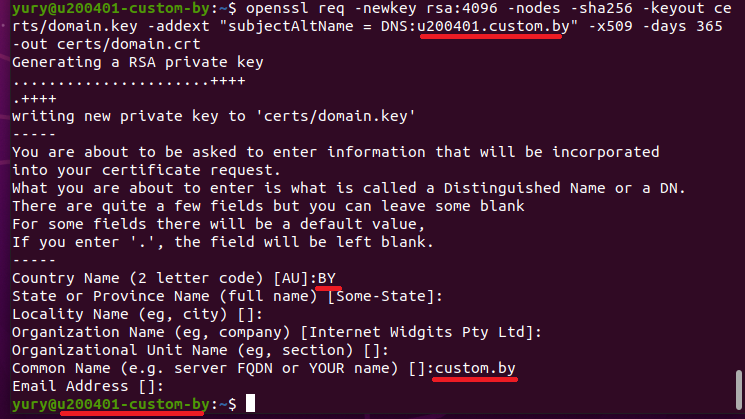 yury@u200401-custom-by:~$ openssl req -newkey rsa:4096 -nodes -sha256 -keyout ce
rts/domain.key -addext "subjectAltName = DNS:u200401.custom.by" -x509 -days 365
-out certs/domain.crt
Generating a RSA private key
......................++++
.++++
writing new private key to 'certs/domain.key'
-----
You are about to be asked to enter information that will be incorporated
into your certificate request.
What you are about to enter is what is called a Distinguished Name or a DN.
There are quite a few fields but you can leave some blank
For some fields there will be a default value,
If you enter '.', the field will be left blank.
-----
Country Name (2 letter code) [AU]:BY
State or Province Name (full name) [Some-State]:
Locality Name (eg, city) []:
Organization Name (eg, company) [Internet Widgits Pty Ltd]:
Organizational Unit Name (eg, section) []:
Common Name (e.g. server FQDN or YOUR name) []:custom.by
Email Address []:
yury@u200401-custom-by:~$